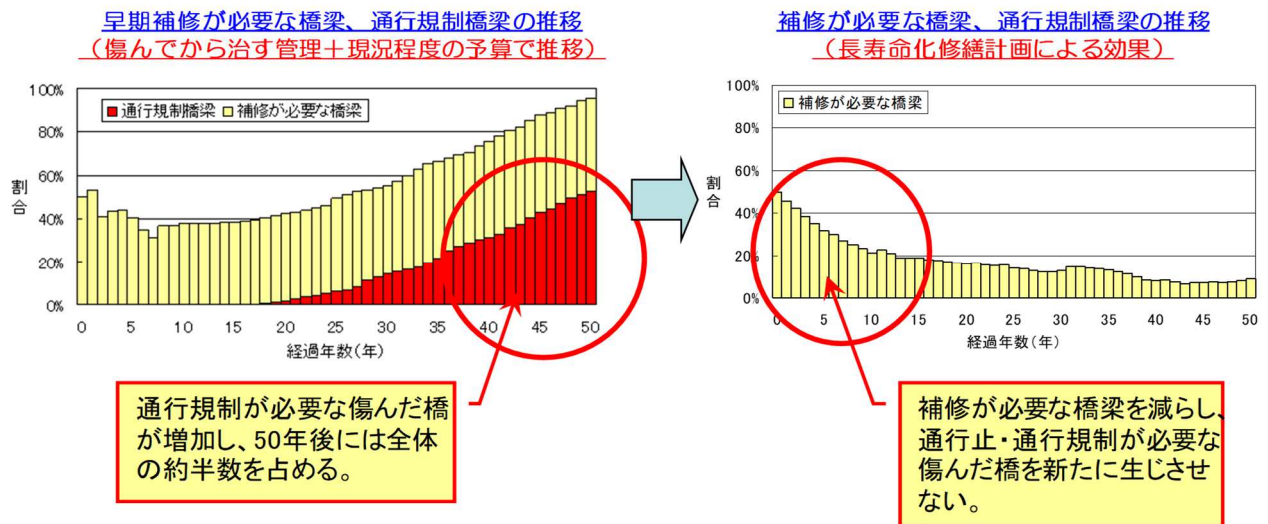 早期補修が必要な橋梁、通行規制橋梁の推移
(傷んでから治す管理+現況程度の予算で推移)
100%
80%
60%
40%
20%
0%
割合
■通行規制橋梁 □補修が必要な橋梁
0 5 10 15 20 25 30 35 40 45 50
経過年数(年)
通行規制が必要な傷んだ橋
が増加し、50年後には全体
の約半数を占める。
補修が必要な橋梁、通行規制橋梁の推移
(長寿命化修繕計画による効果)
100%
80%
60%
40%
20%
0%
割合
□補修が必要な橋梁
0 5 10 15 20 25 30 35 40 45 50
経過年数(年)
補修が必要な橋梁を減らし、
通行止・通行規制が必要な
傷んだ橋を新たに生じさせ
ない。